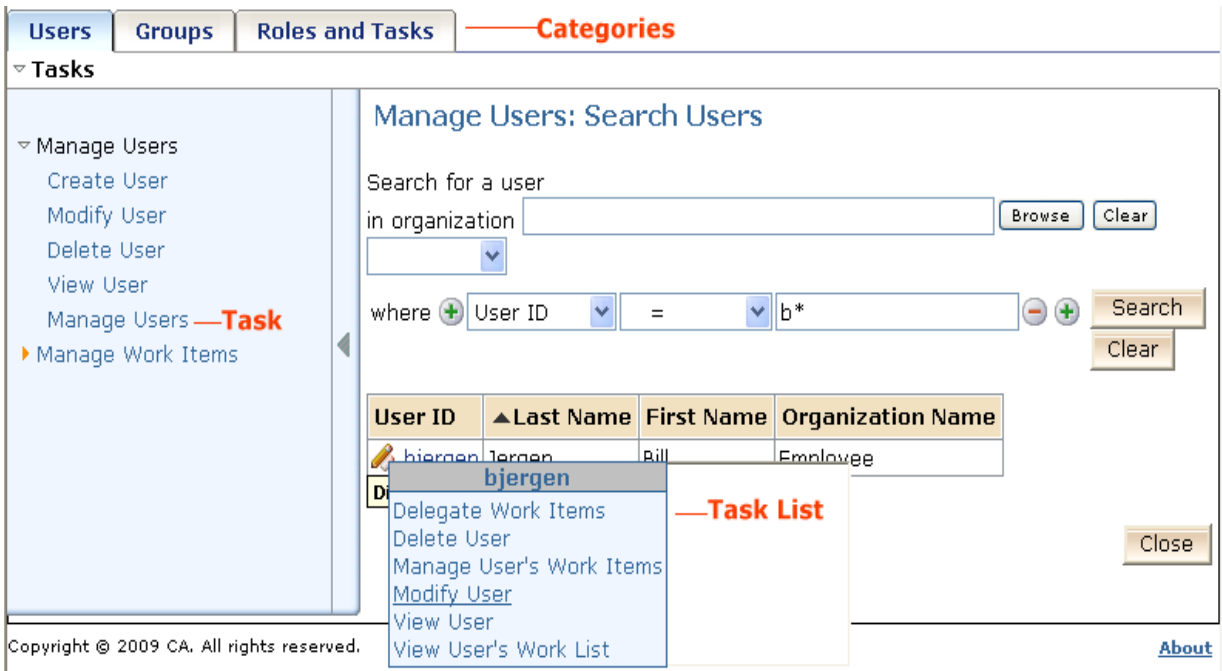 Users Groups Roles and Tasks Categories
Tasks
Manage Users
Create User
Modify User
Delete User
View User
Manage Users Task
Manage Work Items
Manage Users: Search Users
Search for a user
in organization Browse Clear
where User ID = b* Search
Clear
User ID Last Name First Name Organization Name
bjergen Jergen Bill Employee
bjergen
Di
Delegate Work Items
Delete User
Manage User's Work Items
Modify User
View User
View User's Work List
Task List
Close
Copyright © 2009 CA. All rights reserved.
About